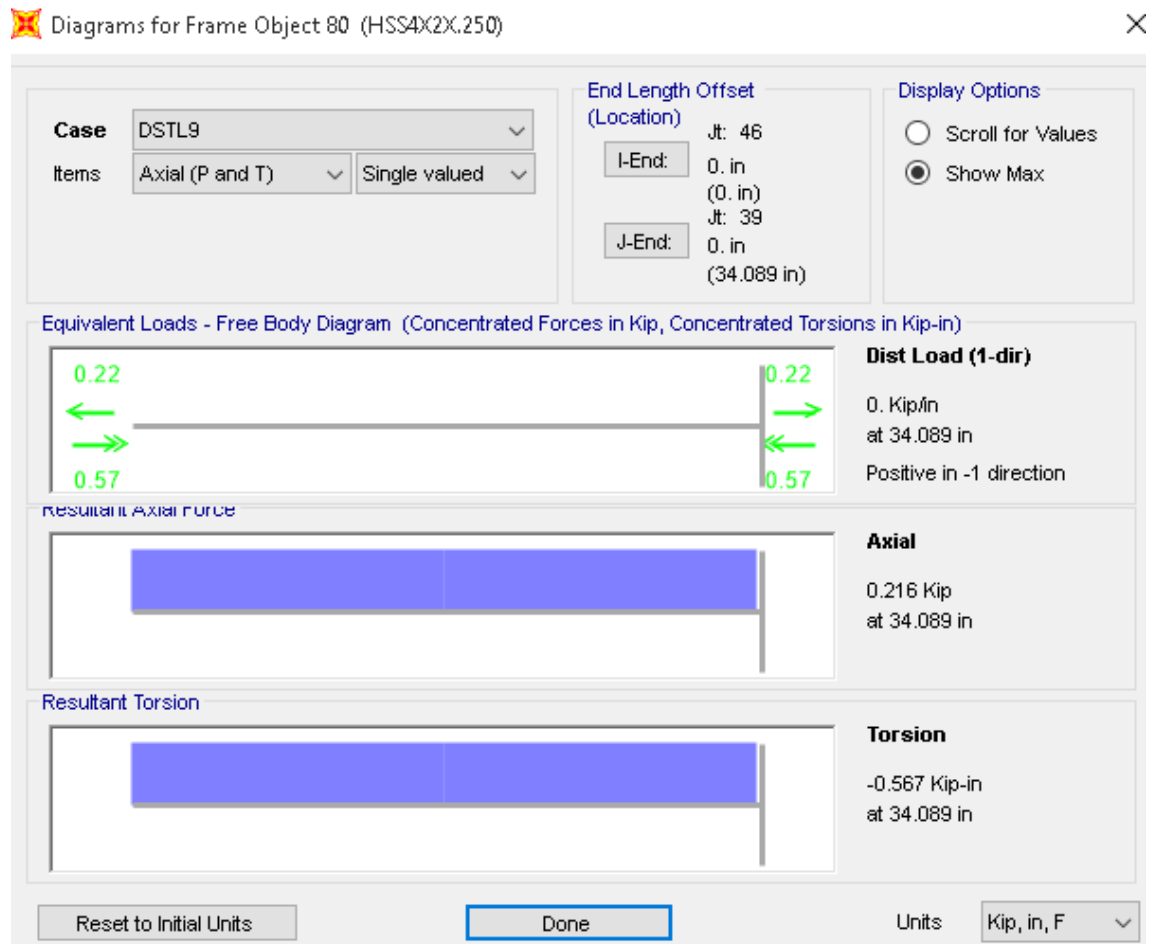 Diagrams for Frame Object 80 (HSS4X2X.250)
Case DSTL9
Items Axial (P and T) Single valued
End Length Offset
(Location)
Jt: 46
I-End: 0. in
(0. in)
Jt: 39
J-End: 0. in
(34.089 in)
Display Options
Scroll for Values
Show Max
Equivalent Loads - Free Body Diagram (Concentrated Forces in Kip, Concentrated Torsions in Kip-in)
0.22 0.22
0.57 0.57
Dist Load (1-dir)
0. Kip/in
at 34.089 in
Positive in -1 direction
Resultant Axial Force
Axial
0.216 Kip
at 34.089 in
Resultant Torsion
Torsion
-0.567 Kip-in
at 34.089 in
Reset to Initial Units Done Units Kip, in, F